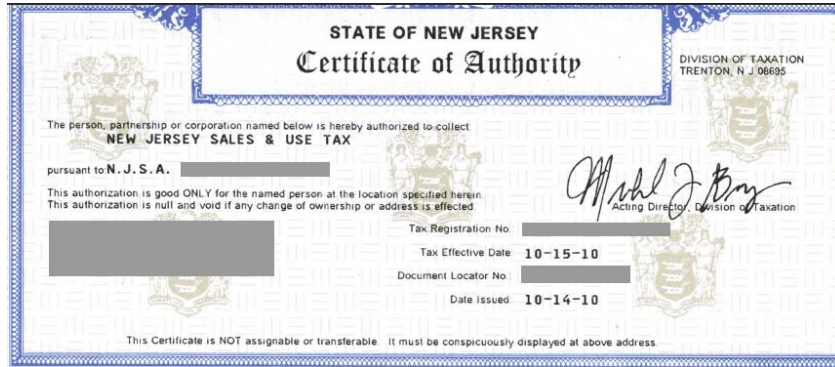 STATE OF NEW JERSEY
Certificate of Authority
DIVISION OF TAXATION
TRENTON, N J 08695
The person, partnership or corporation named below is hereby authorized to collect
NEW JERSEY SALES & USE TAX
pursuant to N.J.S.A.
This authorization is good ONLY for the named person at the location specified herein
This authorization is null and void if any change of ownership or address is effected
Acting Director, Division of Taxation
Tax Registration No.
Tax Effective Date 10-15-10
Document Locator No.
Date Issued 10-14-10
This Certificate is NOT assignable or transferable. It must be conspicuously displayed at above address.